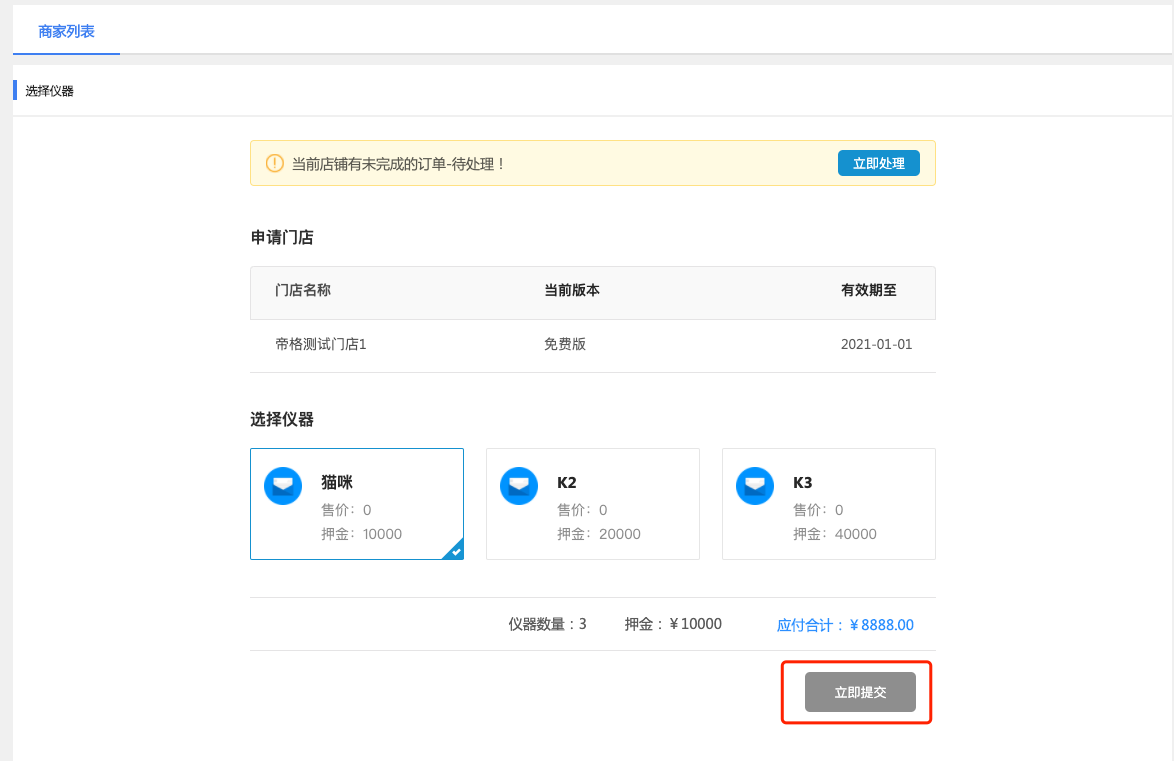 商家列表
选择仪器
当前店铺有未完成的订单-待处理！ 立即处理
申请门店
门店名称 当前版本 有效期至
帝格测试门店1 免费版 2021-01-01
选择仪器
猫咪 K2 K3
售价：0 售价：0 售价：0
押金：10000 押金：20000 押金：40000
仪器数量：3 押金：￥10000 应付合计：￥8888.00
立即提交